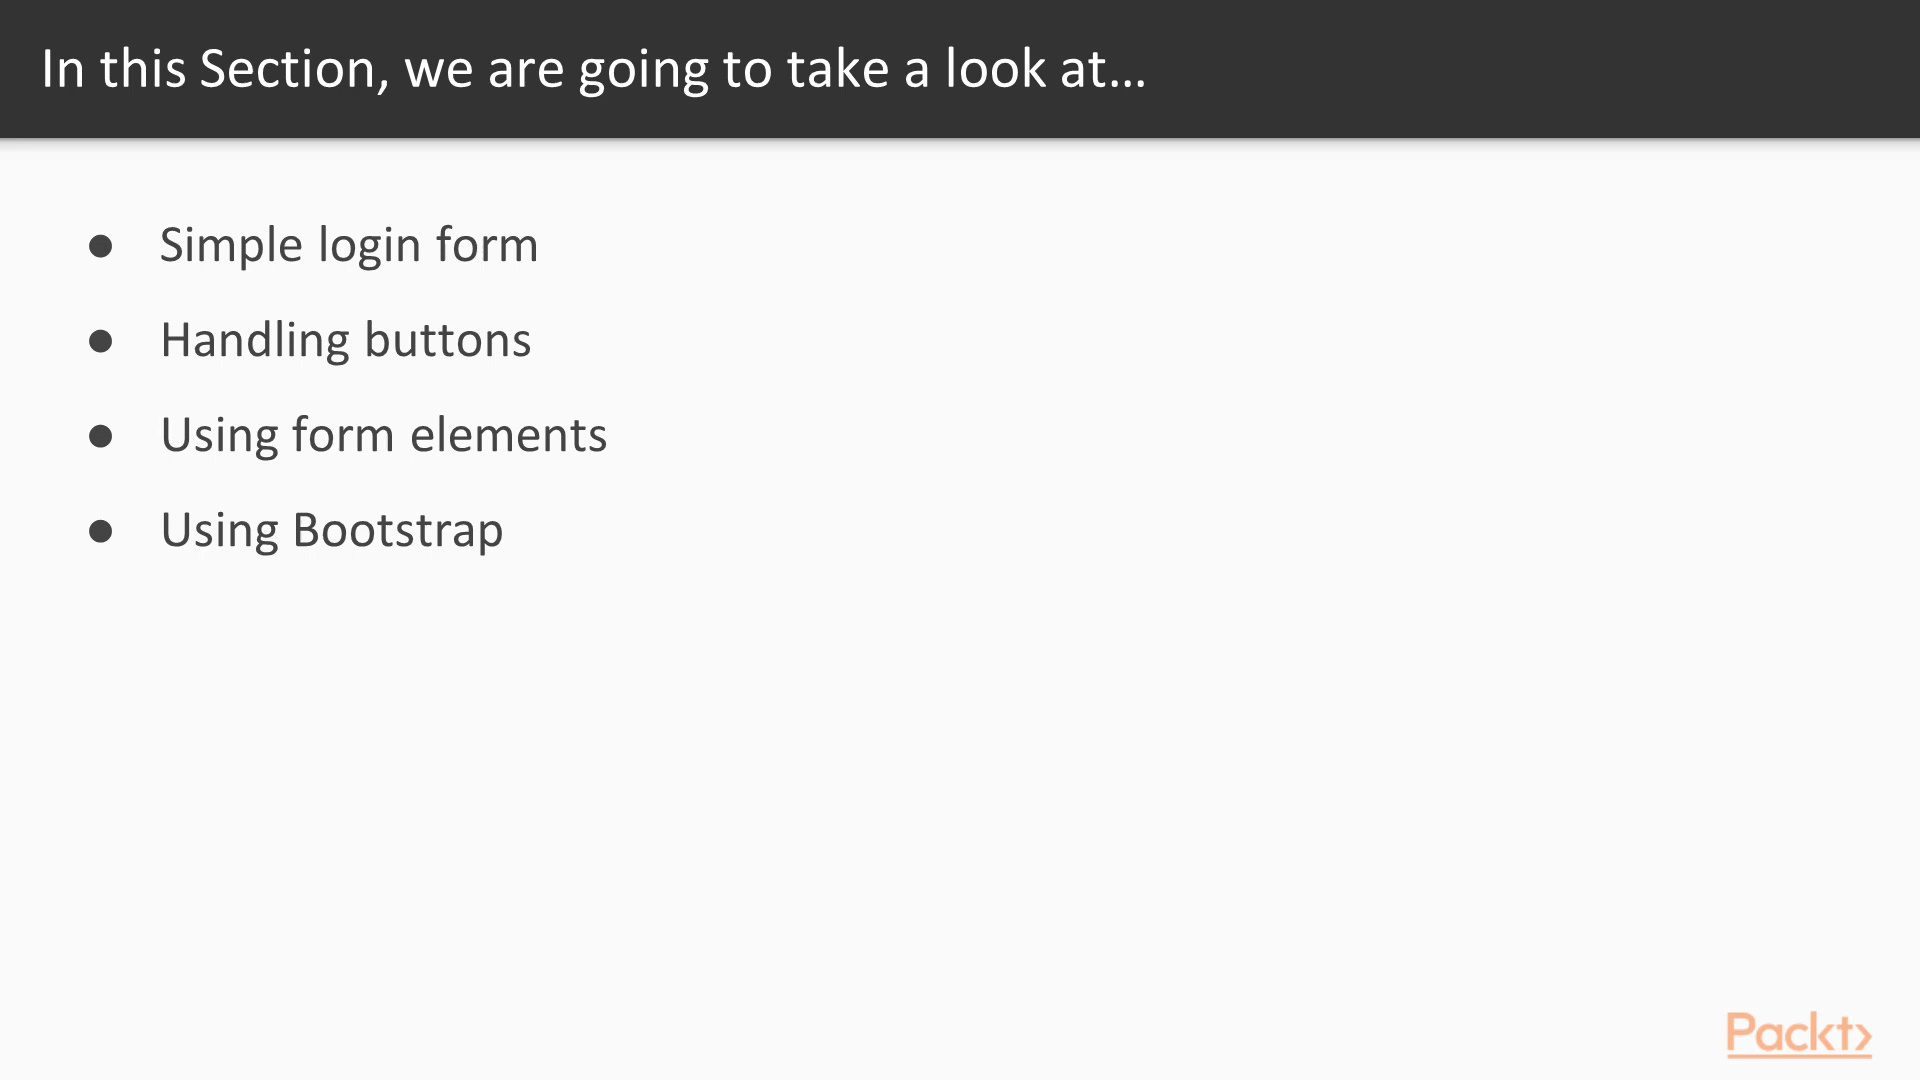 In this Section, we are going to take a look at...
● Simple login form
● Handling buttons
● Using form elements
● Using Bootstrap
Packt>